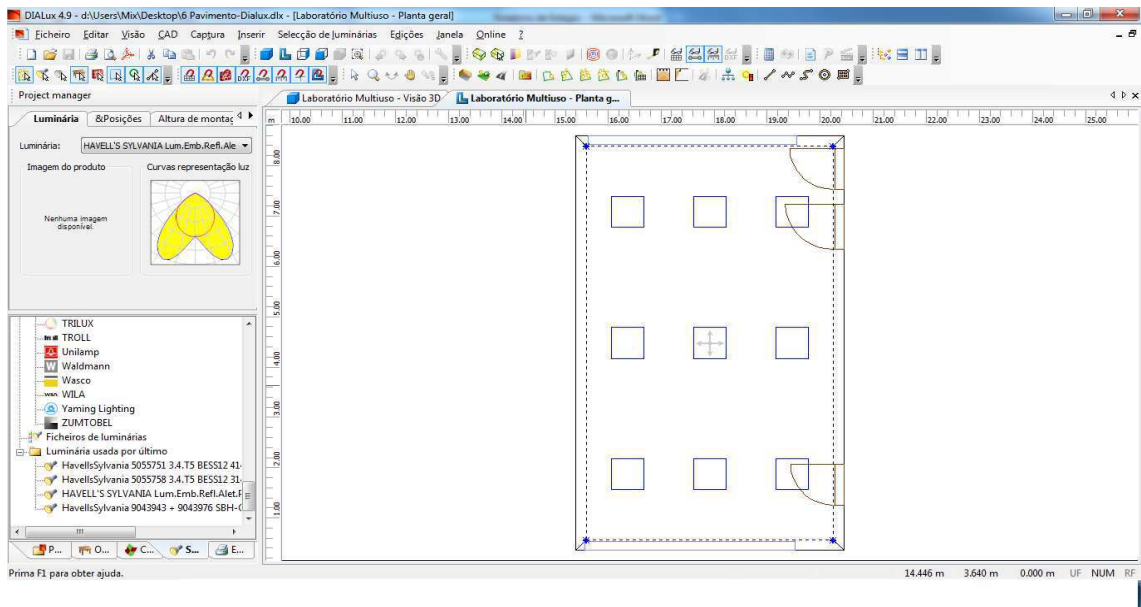 DIALux 4.9 - d:\Users\Mix\Desktop\6 Pavimento-Dialux.dlx - [Laboratório Multiuso - Planta geral]
Ficheiro Editar Visão CAD Captura Inserir Selecção de luminárias Edições Janela Online ?
Project manager
Laboratório Multiuso - Visão 3D Laboratório Multiuso - Planta g...
Luminária &Posições Altura de montag
m 10.00 11.00 12.00 13.00 14.00 15.00 16.00 17.00 18.00 19.00 20.00 21.00 22.00 23.00 24.00 25.00
Luminária: HAVELL'S SYLVANIA Lum.Emb.Refl.Ale
Imagem do produto Curvas representação luz
Nenhuma imagem
disponível.
8.00
7.00
6.00
5.00
4.00
3.00
2.00
1.00
TRILUX
TROLL
Unilamp
Waldmann
Wasco
WILA
Yaming Lighting
ZUMTOBEL
Ficheiros de luminárias
Luminária usada por último
HavellsSylvania 5055751 3.4.T5 BESS12 41
HavellsSylvania 5055758 3.4.T5 BESS12 31
HAVELL'S SYLVANIA Lum.Emb.Refl.Alet.
HavellsSylvania 9043943 + 9043976 SBH-
P... O... C... S... E...
Prima F1 para obter ajuda. 14.446 m 3.640 m 0.000 m UF NUM RF